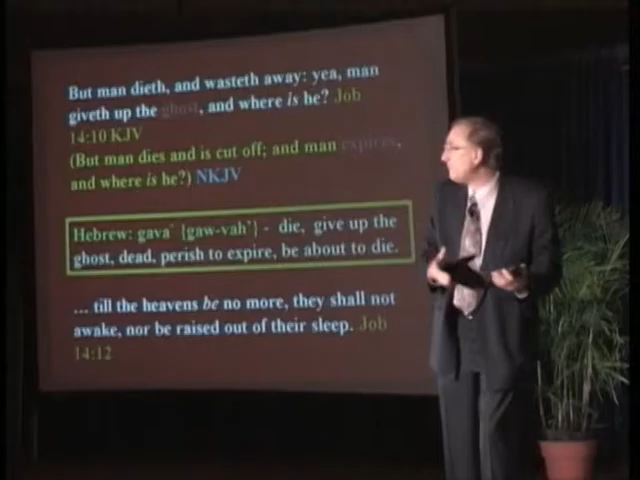 But man dieth, and wasteth away: yea, man
giveth up the ghost, and where is he? Job
14:10 KJV
(But man dies and is cut off; and man expires,
and where is he?) NKJV
Hebrew: gava´ {gaw-vah'} - die, give up the
ghost, dead, perish to expire, be about to die.
... till the heavens be no more, they shall not
awake, nor be raised out of their sleep. Job
14:12